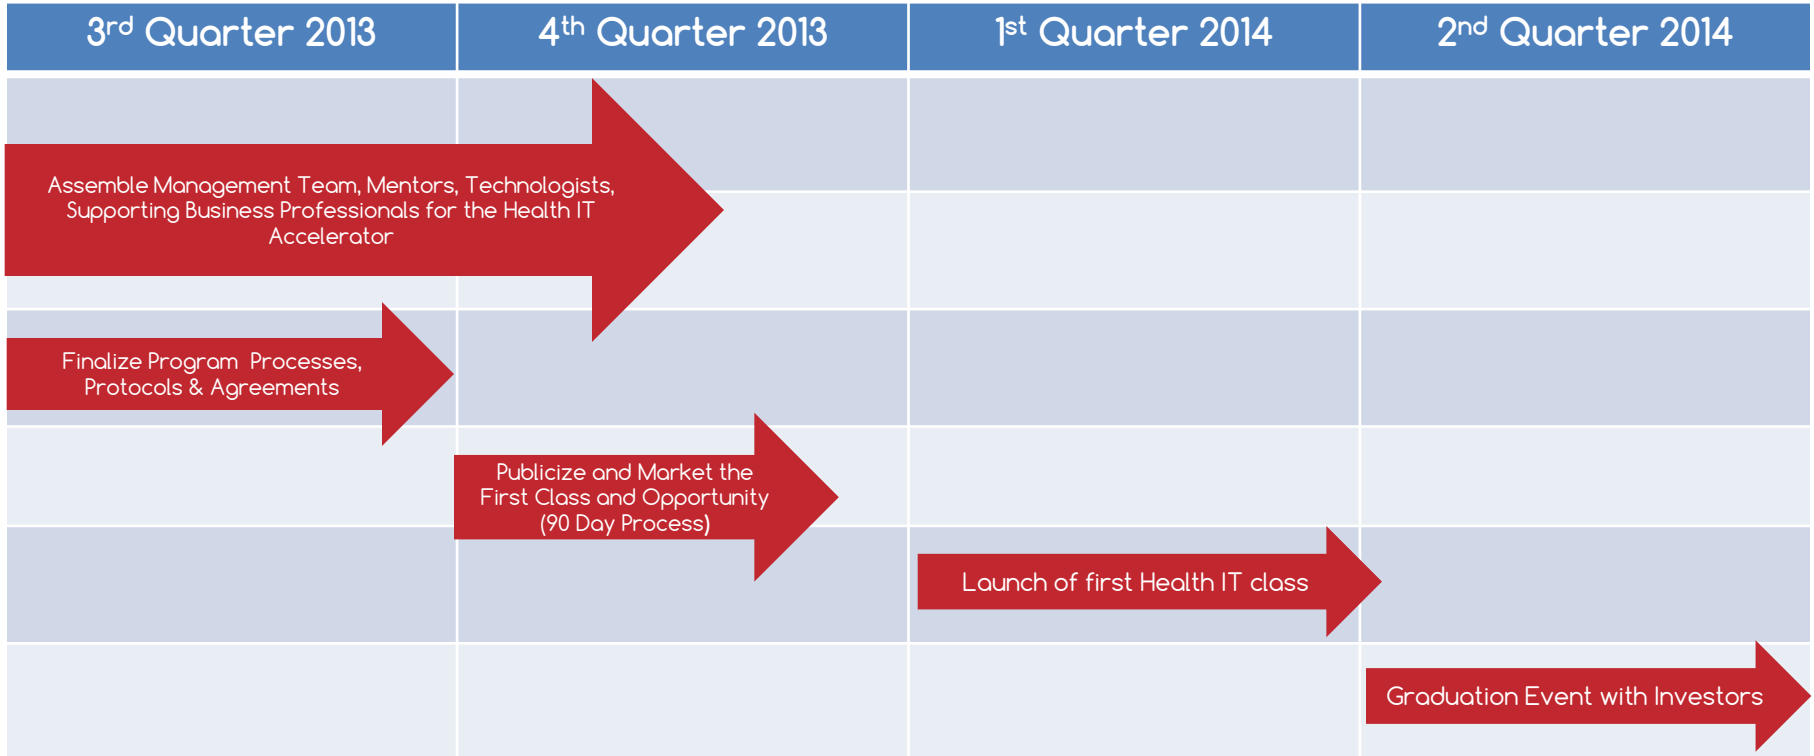 3rd Quarter 2013
4th Quarter 2013
1st Quarter 2014
2nd Quarter 2014
Assemble Management Team, Mentors, Technologists,
Supporting Business Professionals for the Health IT
Accelerator
Finalize Program  Processes,
Protocols & Agreements
Publicize and Market the
First Class and Opportunity
(90 Day Process)
Launch of first Health IT class
Graduation Event with Investors